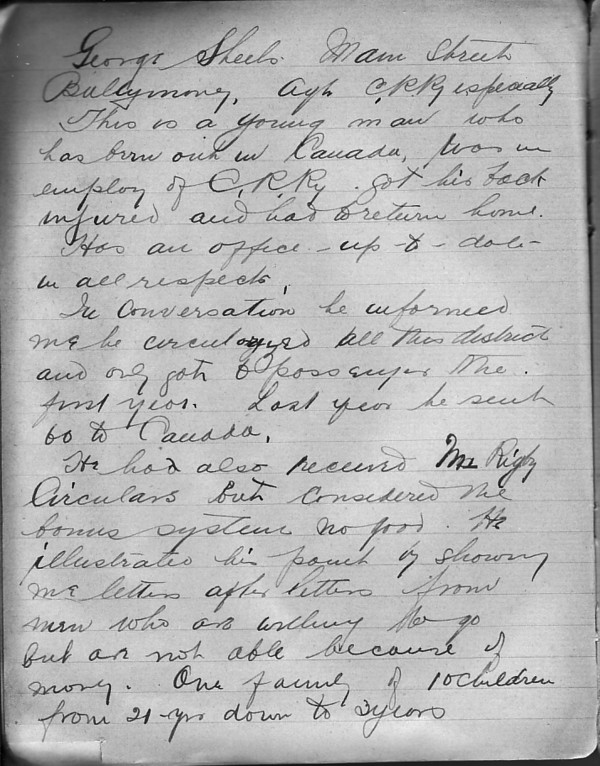 George Sheils. Main Street
Ballymoney, Agt C.P.Ry especially
This is a young man who
has been out in Canada, Was in
employ of C.P.Ry. got his back
injured and had to return home.
Has an office - up - to - date -
in all respects.
In conversation he informed
me he circularized all this district
and only got 6 passengers the
first year. Last year he sent
60 to Canada.
He had also received Mr Rigby
Circulars but considered the
bonus system no good. He
illustrated his point by showing
me letters after letters from
men who are willing to go
but are not able because of
money. One family of 10 children
from 21 yrs down to 3 years